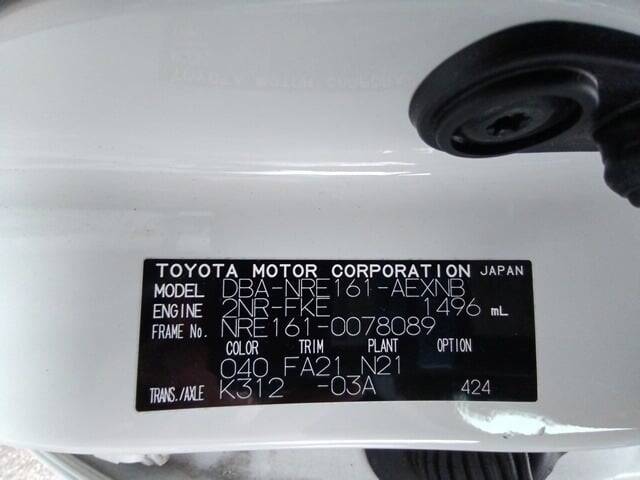 TOYOTA MOTOR CORPORATION JAPAN
MODEL DBA-NRE161-AEXNB
ENGINE 2NR-FKE 1496 mL
FRAME No. NRE161-0078089
COLOR TRIM PLANT OPTION
040 FA21 N21
TRANS./AXLE K312 -03A 424